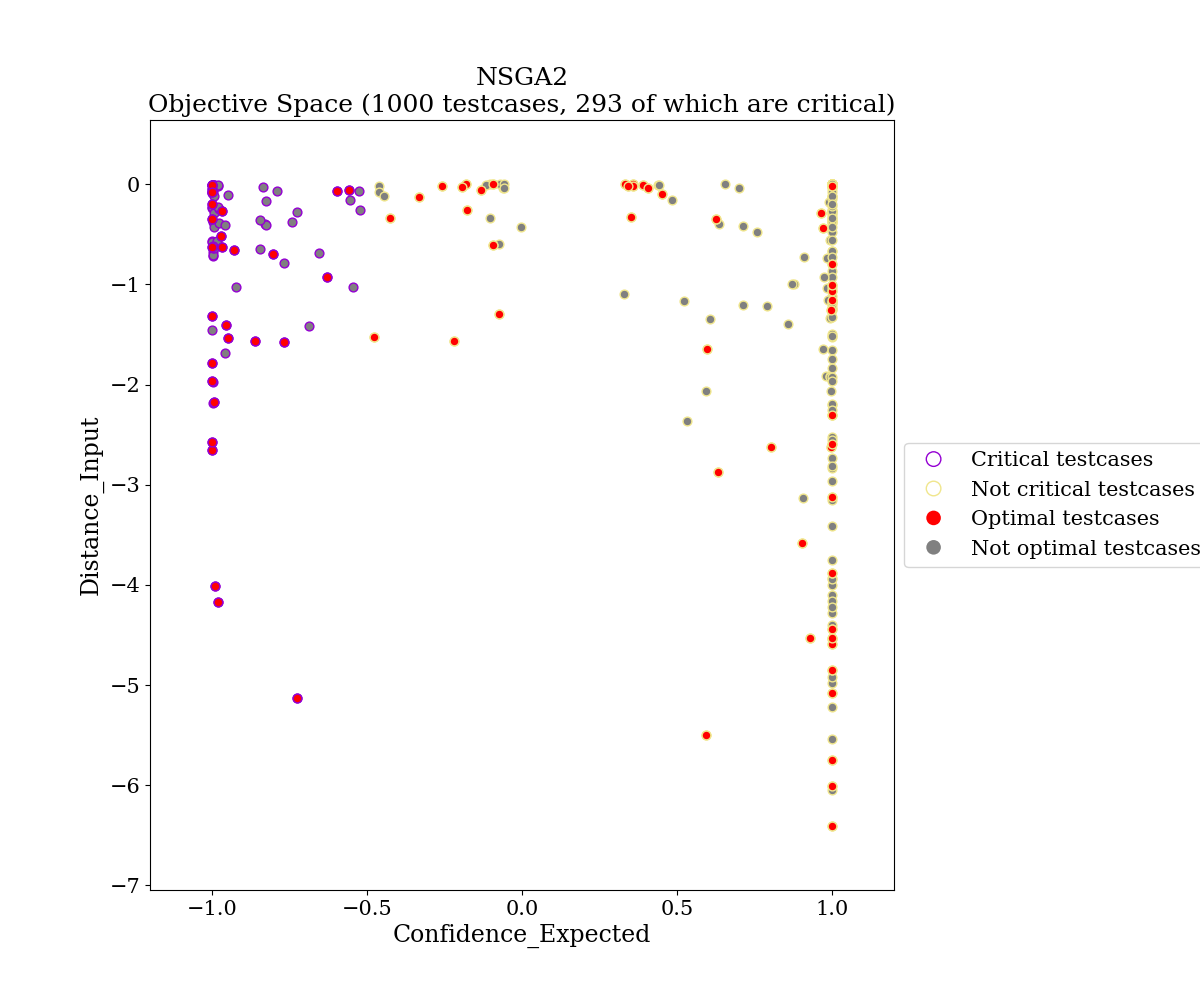 NSGA2
Objective Space (1000 testcases, 293 of which are critical)
0
−1
−2
−3
−4
−5
−6
−7
Distance_Input
−1.0
−0.5
0.0
0.5
1.0
Confidence_Expected
Critical testcases
Not critical testcases
Optimal testcases
Not optimal testcases